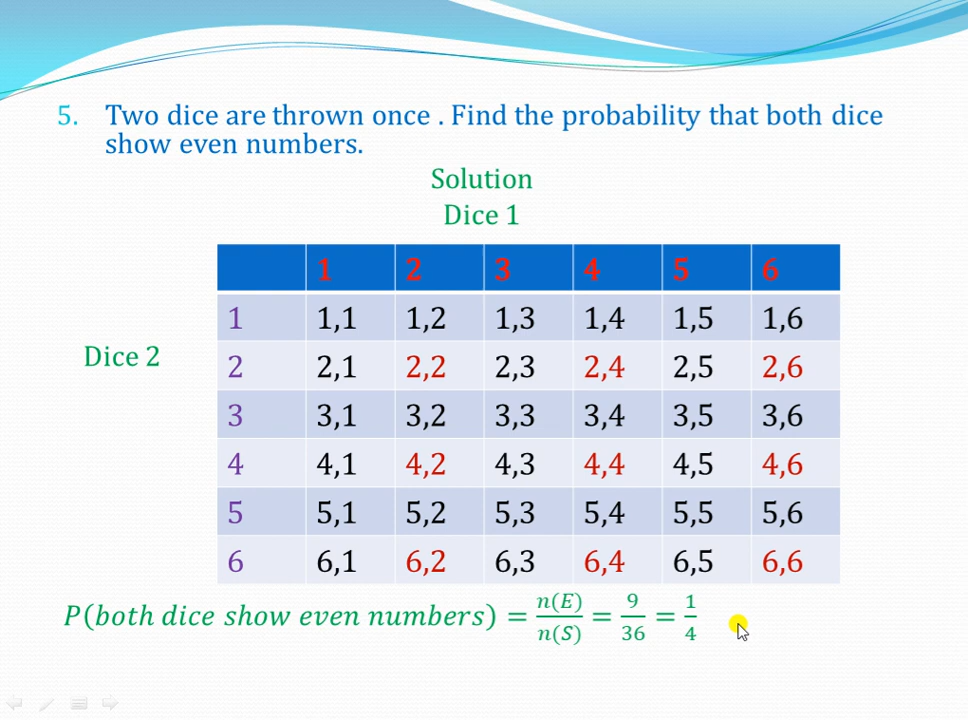 5. Two dice are thrown once . Find the probability that both dice
show even numbers.
Solution
Dice 1
1 2 3 4 5 6
1 1,1 1,2 1,3 1,4 1,5 1,6
Dice 2
2 2,1 2,2 2,3 2,4 2,5 2,6
3 3,1 3,2 3,3 3,4 3,5 3,6
4 4,1 4,2 4,3 4,4 4,5 4,6
5 5,1 5,2 5,3 5,4 5,5 5,6
6 6,1 6,2 6,3 6,4 6,5 6,6
P(both dice show even numbers) = n(E)/n(S) = 9/36 = 1/4